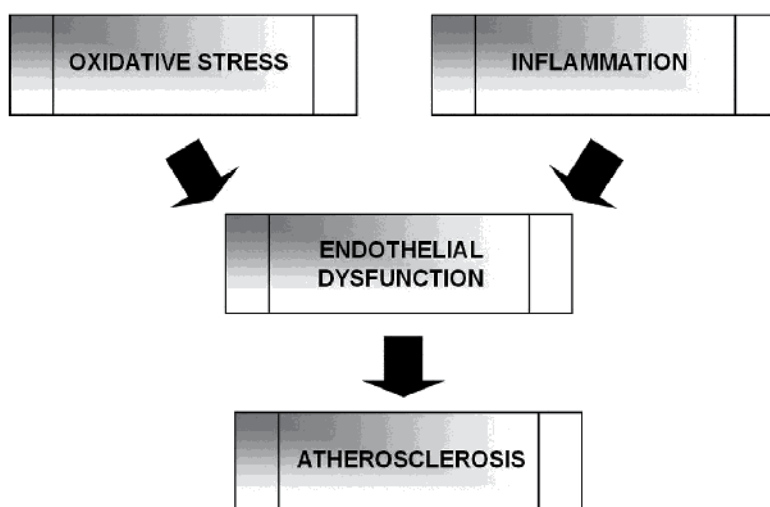 OXIDATIVE STRESS
INFLAMMATION
ENDOTHELIAL
DYSFUNCTION
ATHEROSCLEROSIS